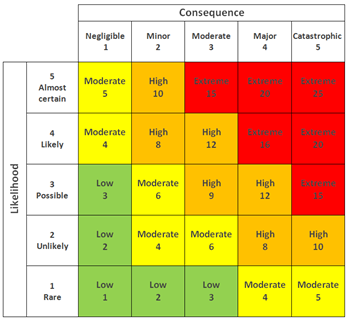 Consequence
Negligible Minor Moderate Major Catastrophic
1 2 3 4 5
Likelihood
5
Almost
certain
Moderate High Extreme Extreme Extreme
5 10 15 20 25
4
Likely
Moderate High High Extreme Extreme
4 8 12 16 20
3
Possible
Low Moderate High High Extreme
3 6 9 12 15
2
Unlikely
Low Moderate Moderate High High
2 4 6 8 10
1
Rare
Low Low Low Moderate Moderate
1 2 3 4 5